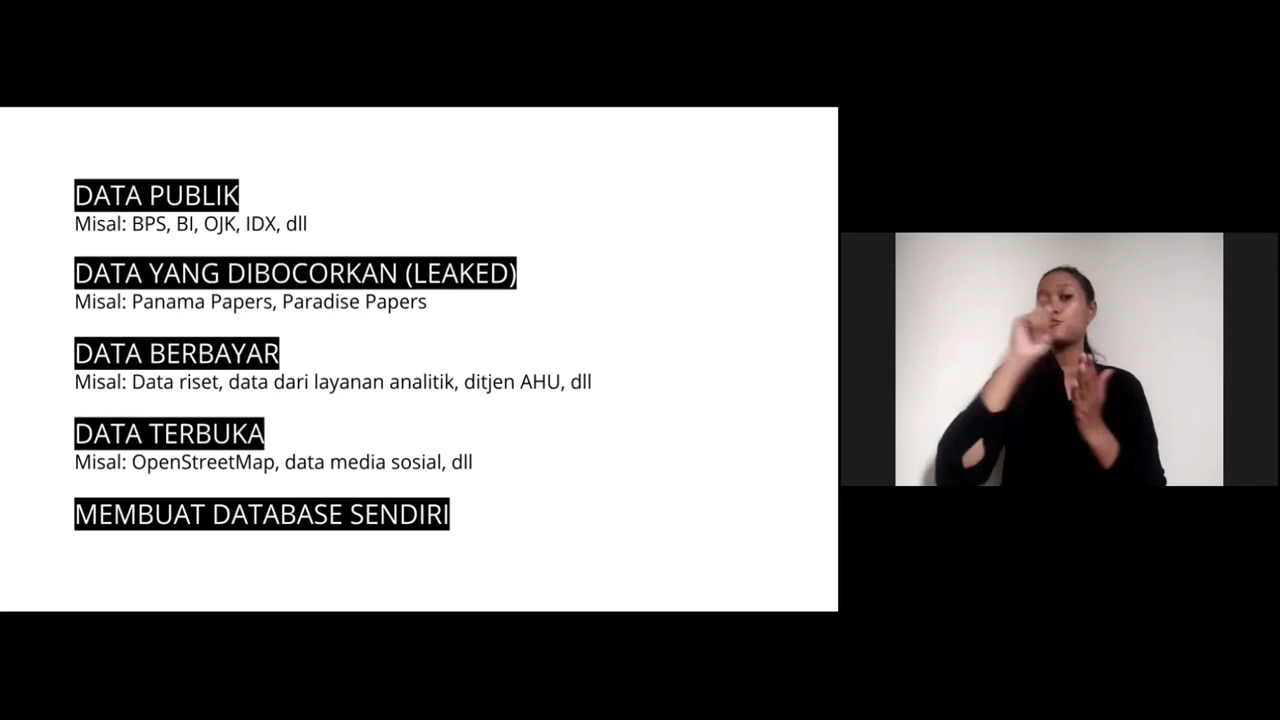 DATA PUBLIK
Misal: BPS, BI, OJK, IDX, dll
DATA YANG DIBOCORKAN (LEAKED)
Misal: Panama Papers, Paradise Papers
DATA BERBAYAR
Misal: Data riset, data dari layanan analitik, ditjen AHU, dll
DATA TERBUKA
Misal: OpenStreetMap, data media sosial, dll
MEMBUAT DATABASE SENDIRI